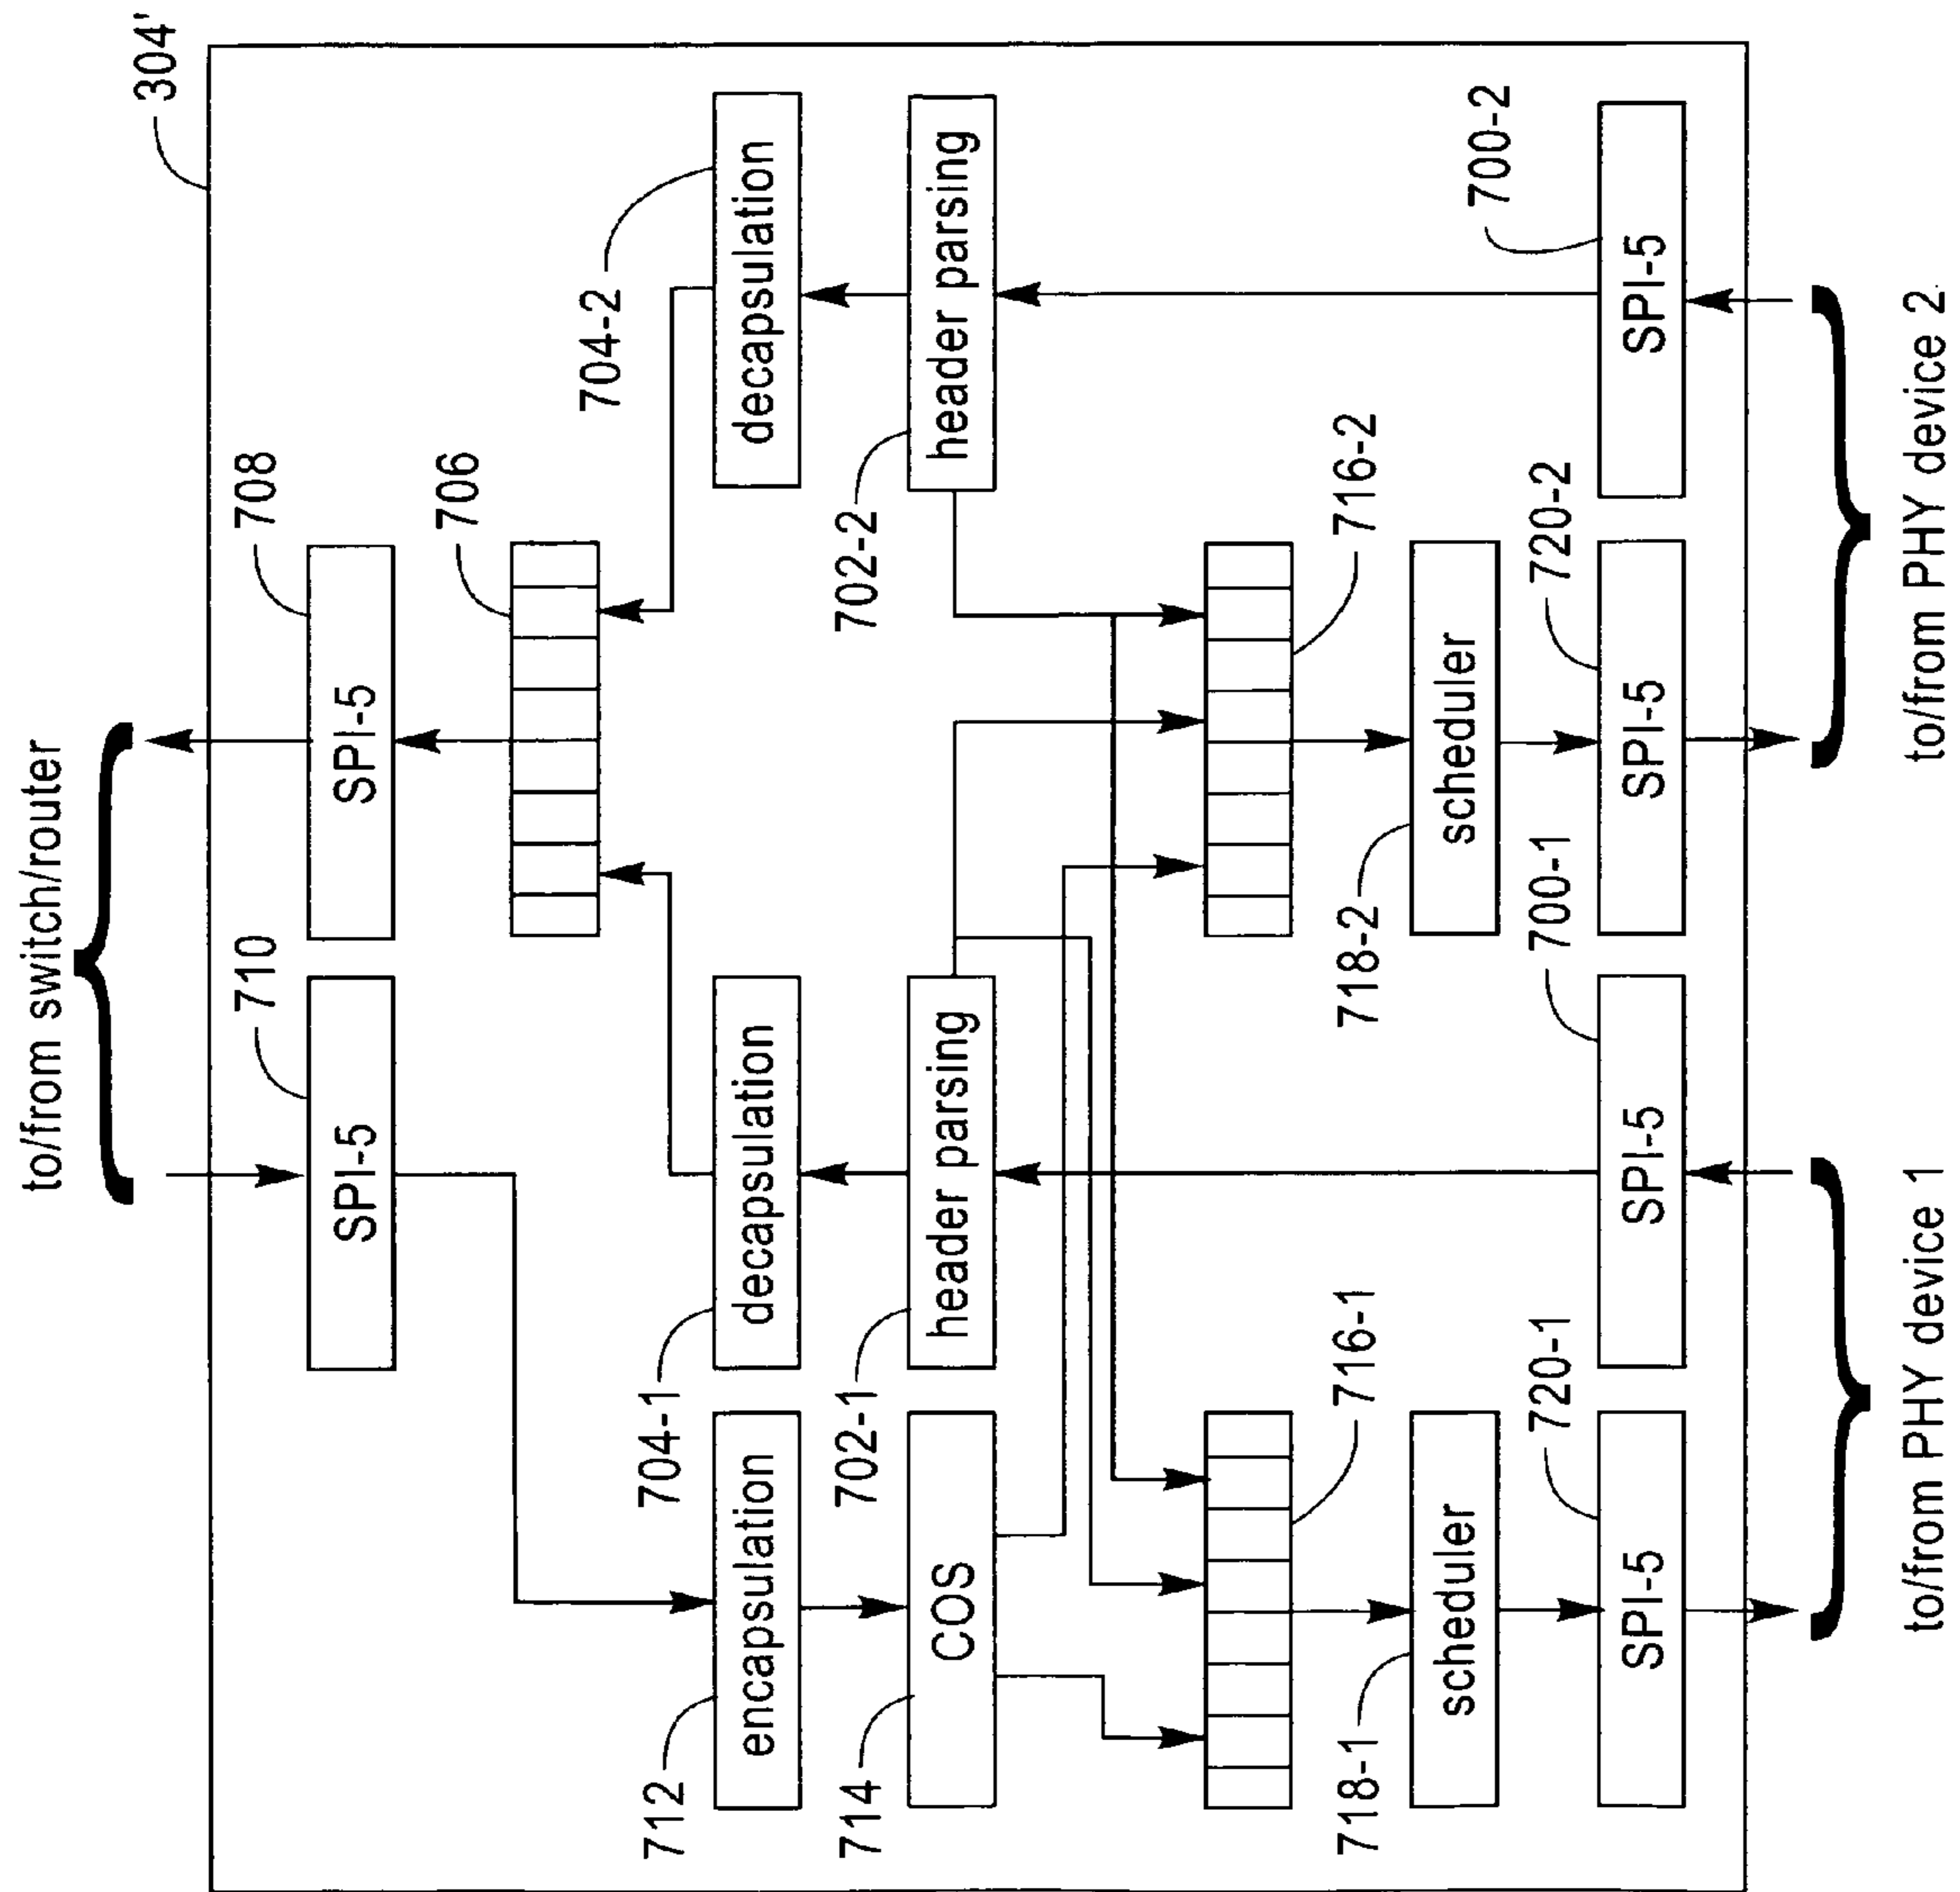 to/from switch/router
304'
710
SPI-5
708
SPI-5
706
712
encapsulation
704-1
decapsulation
704-2
decapsulation
714
COS
702-1
header parsing
702-2
header parsing
716-1
716-2
718-1
scheduler
718-2
scheduler
720-1
SPI-5
700-1
SPI-5
720-2
SPI-5
700-2
SPI-5
to/from PHY device 1
to/from PHY device 2